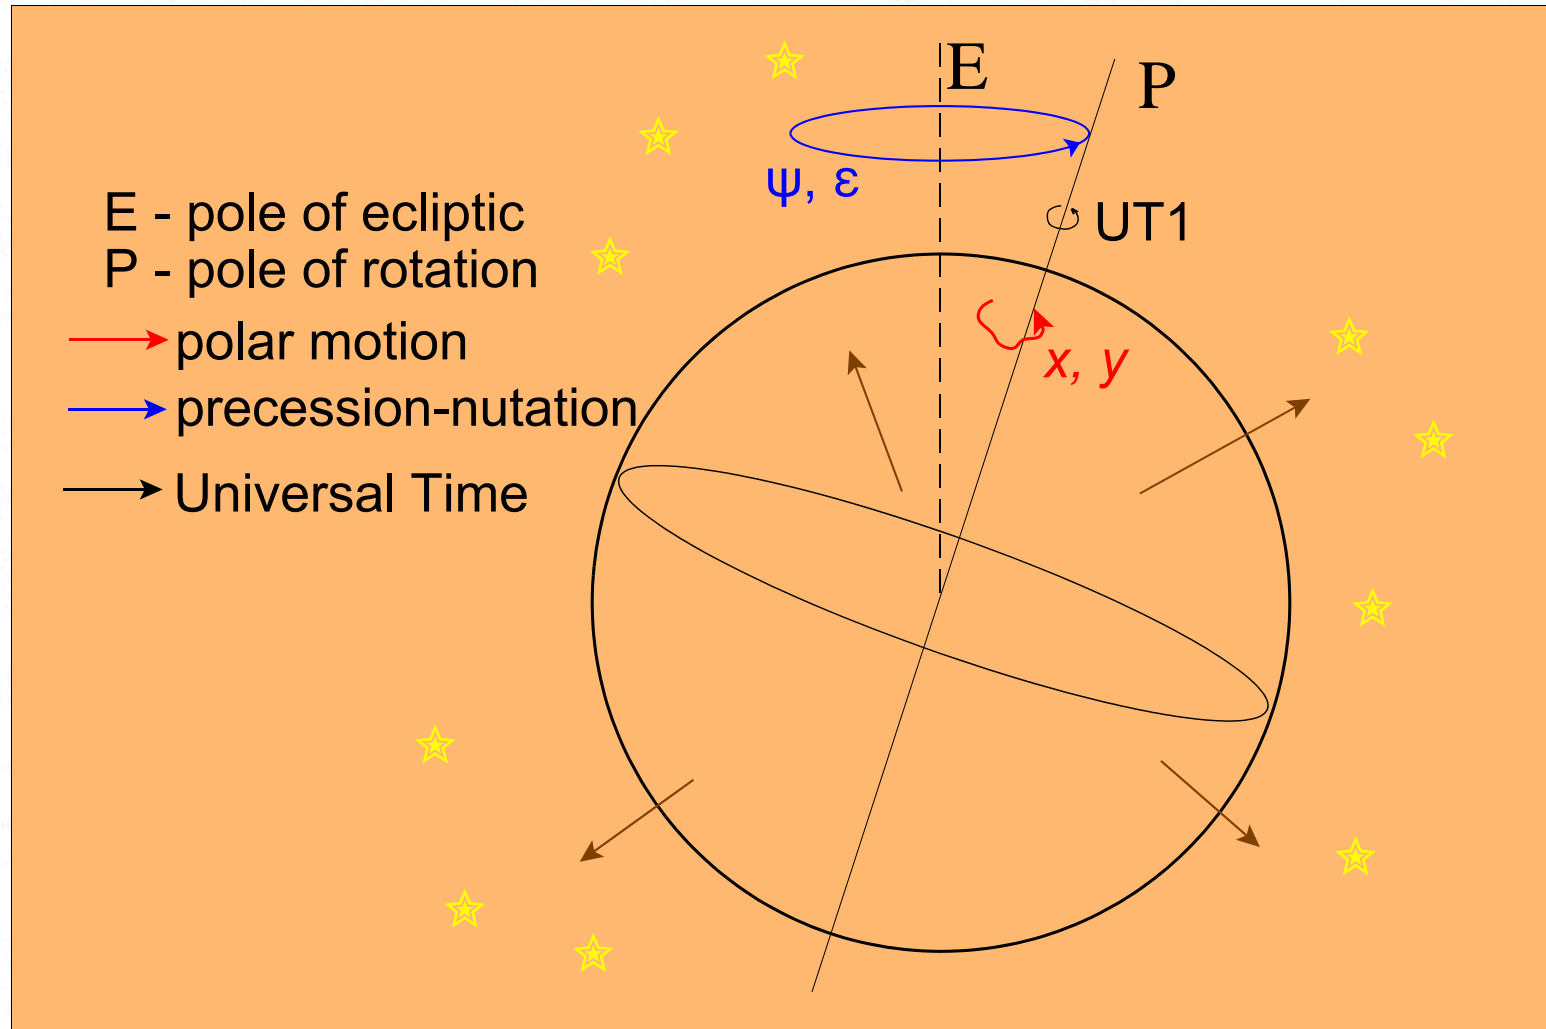 E
P
ψ, ε
UT1
E - pole of ecliptic
P - pole of rotation
x, y
polar motion
precession-nutation
Universal Time